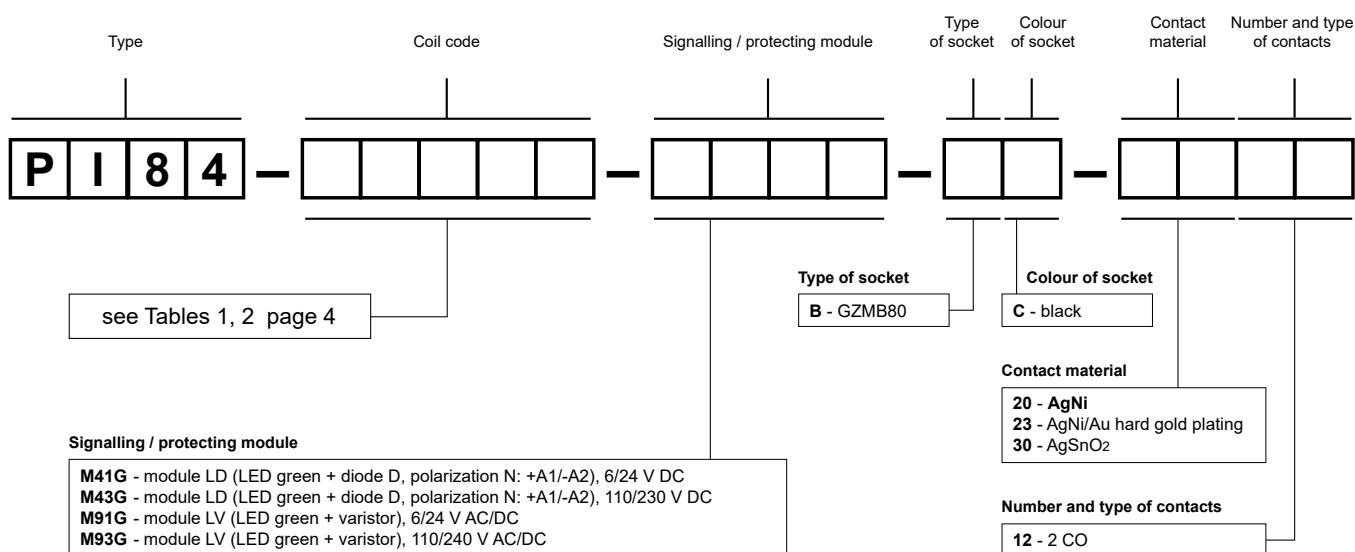 Type
Coil code
Signalling / protecting module
Type
of socket
Colour
of socket
Contact
material
Number and type
of contacts
P I 8 4 – – – –
see Tables 1, 2 page 4
Type of socket
B - GZMB80
Colour of socket
C - black
Contact material
20 - AgNi
23 - AgNi/Au hard gold plating
30 - AgSnO2
Signalling / protecting module
M41G - module LD (LED green + diode D, polarization N: +A1/-A2), 6/24 V DC
M43G - module LD (LED green + diode D, polarization N: +A1/-A2), 110/230 V DC
M91G - module LV (LED green + varistor), 6/24 V AC/DC
M93G - module LV (LED green + varistor), 110/240 V AC/DC
Number and type of contacts
12 - 2 CO